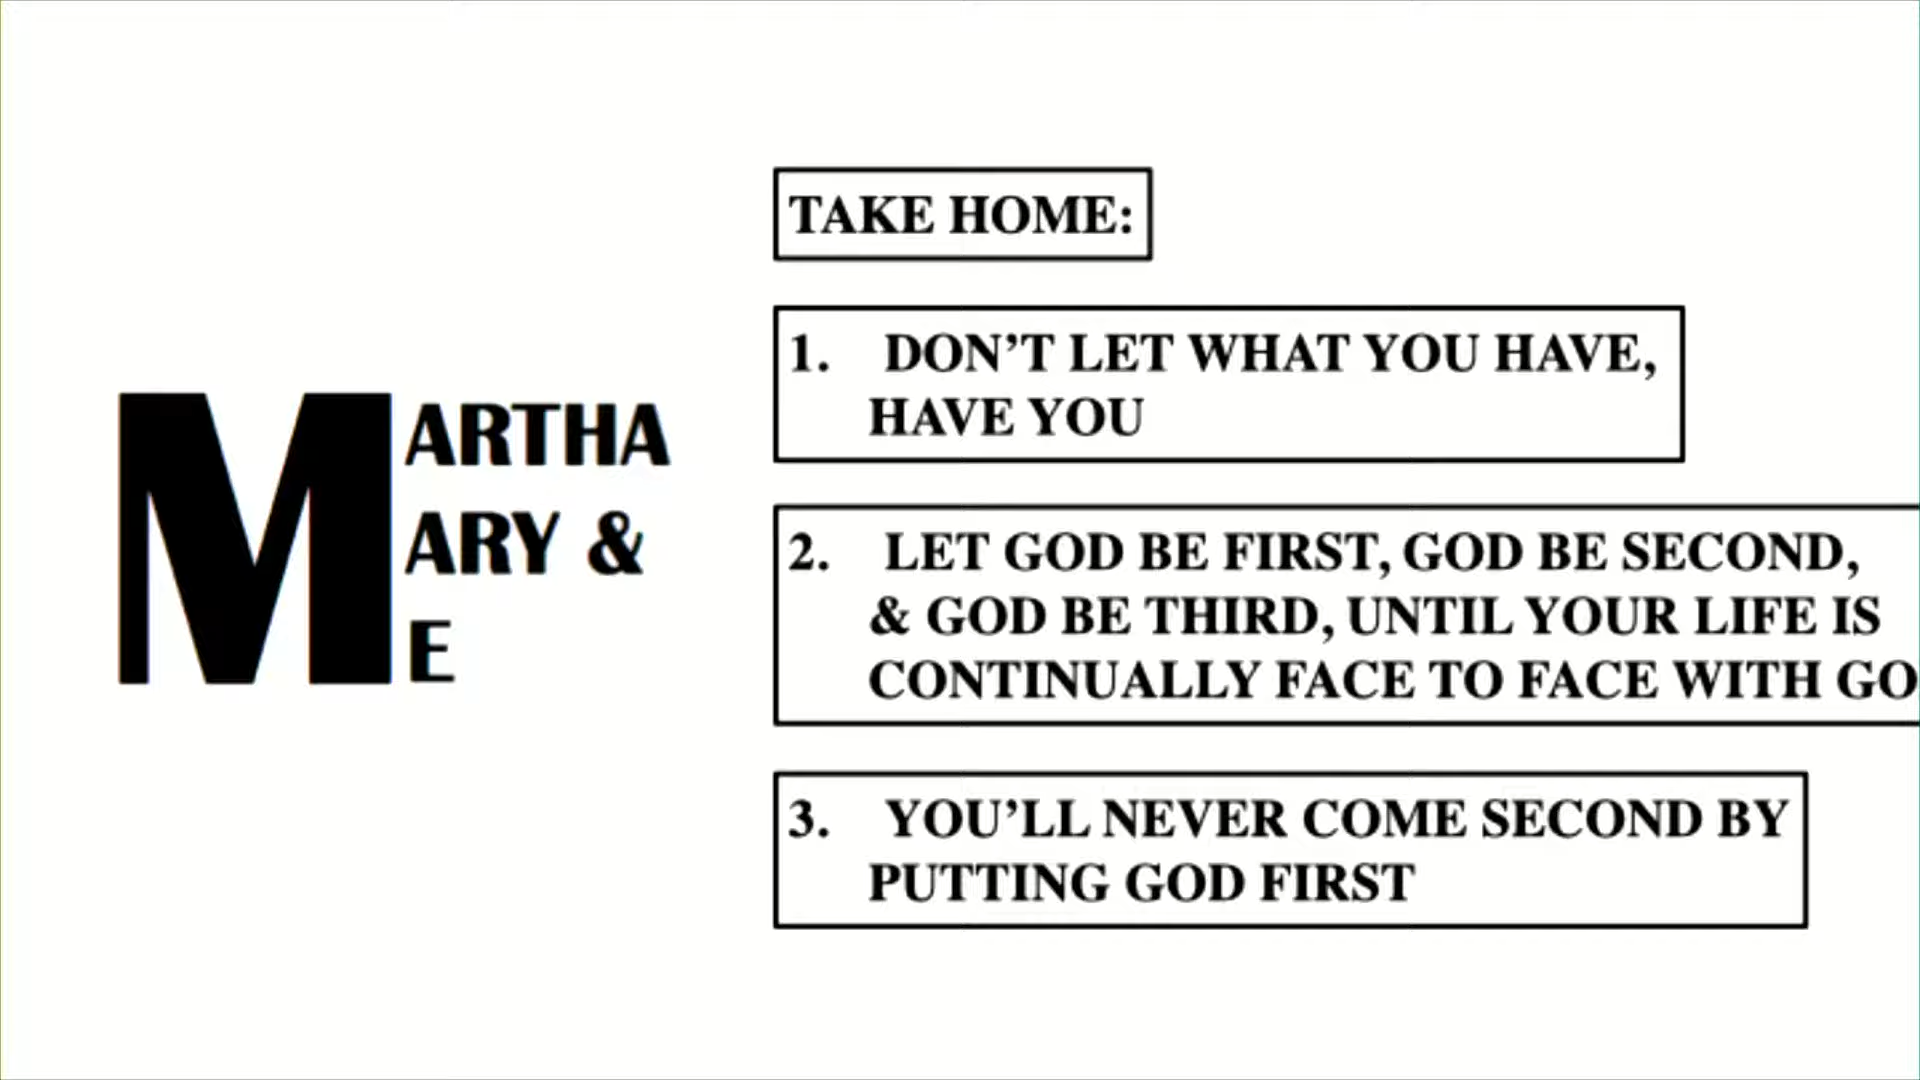 MARTHA
MARY &
ME
TAKE HOME:
1. DON’T LET WHAT YOU HAVE,
HAVE YOU
2. LET GOD BE FIRST, GOD BE SECOND,
& GOD BE THIRD, UNTIL YOUR LIFE IS
CONTINUALLY FACE TO FACE WITH GO
3. YOU’LL NEVER COME SECOND BY
PUTTING GOD FIRST